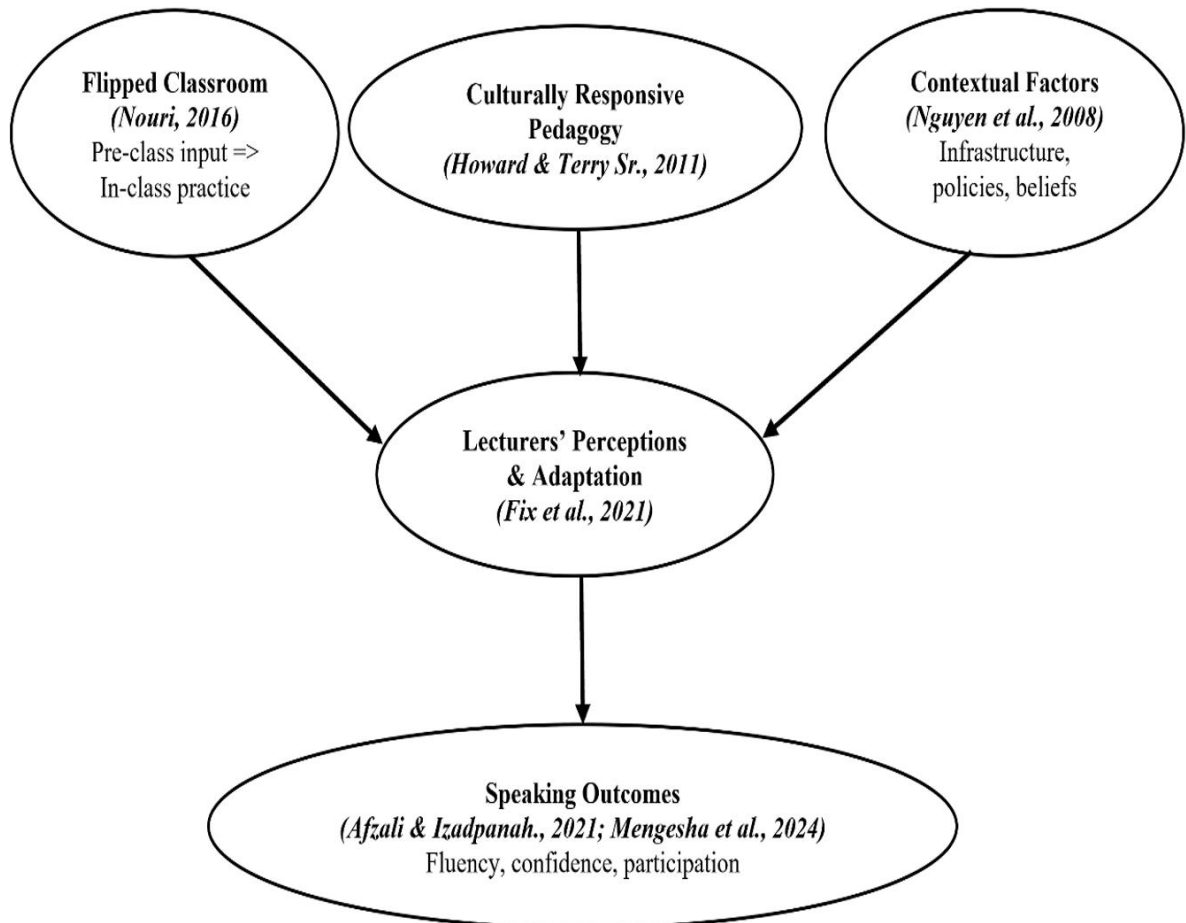 Flipped Classroom
(Nouri, 2016)
Pre-class input =>
In-class practice
Culturally Responsive
Pedagogy
(Howard & Terry Sr., 2011)
Contextual Factors
(Nguyen et al., 2008)
Infrastructure,
policies, beliefs
Lecturers’ Perceptions
& Adaptation
(Fix et al., 2021)
Speaking Outcomes
(Afzali & Izadpanah., 2021; Mengesha et al., 2024)
Fluency, confidence, participation